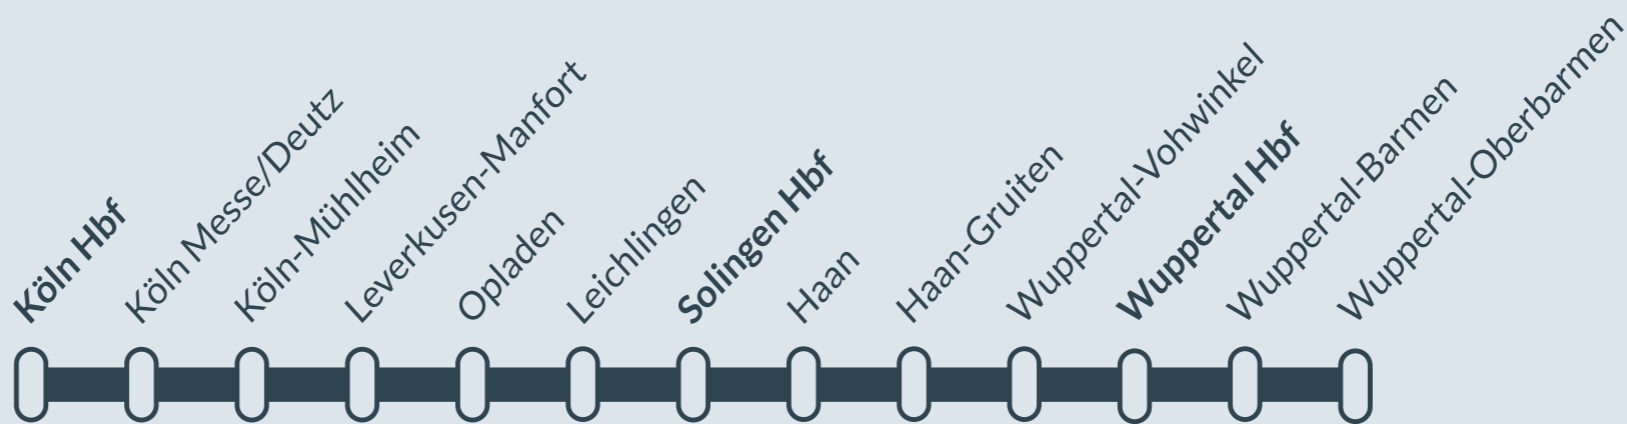 Köln Hbf
Köln Messe/Deutz
Köln-Mühlheim
Leverkusen-Manfort
Opladen
Leichlingen
Solingen Hbf
Haan
Haan-Gruiten
Wuppertal-Vohwinkel
Wuppertal Hbf
Wuppertal-Barmen
Wuppertal-Oberbarmen